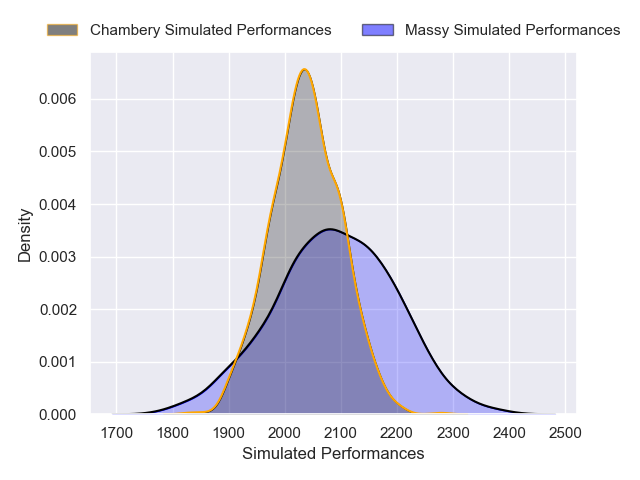 Chambery Simulated Performances
Massy Simulated Performances
Density
0.006
0.005
0.004
0.003
0.002
0.001
0.000
1700 1800 1900 2000 2100 2200 2300 2400 2500
Simulated Performances